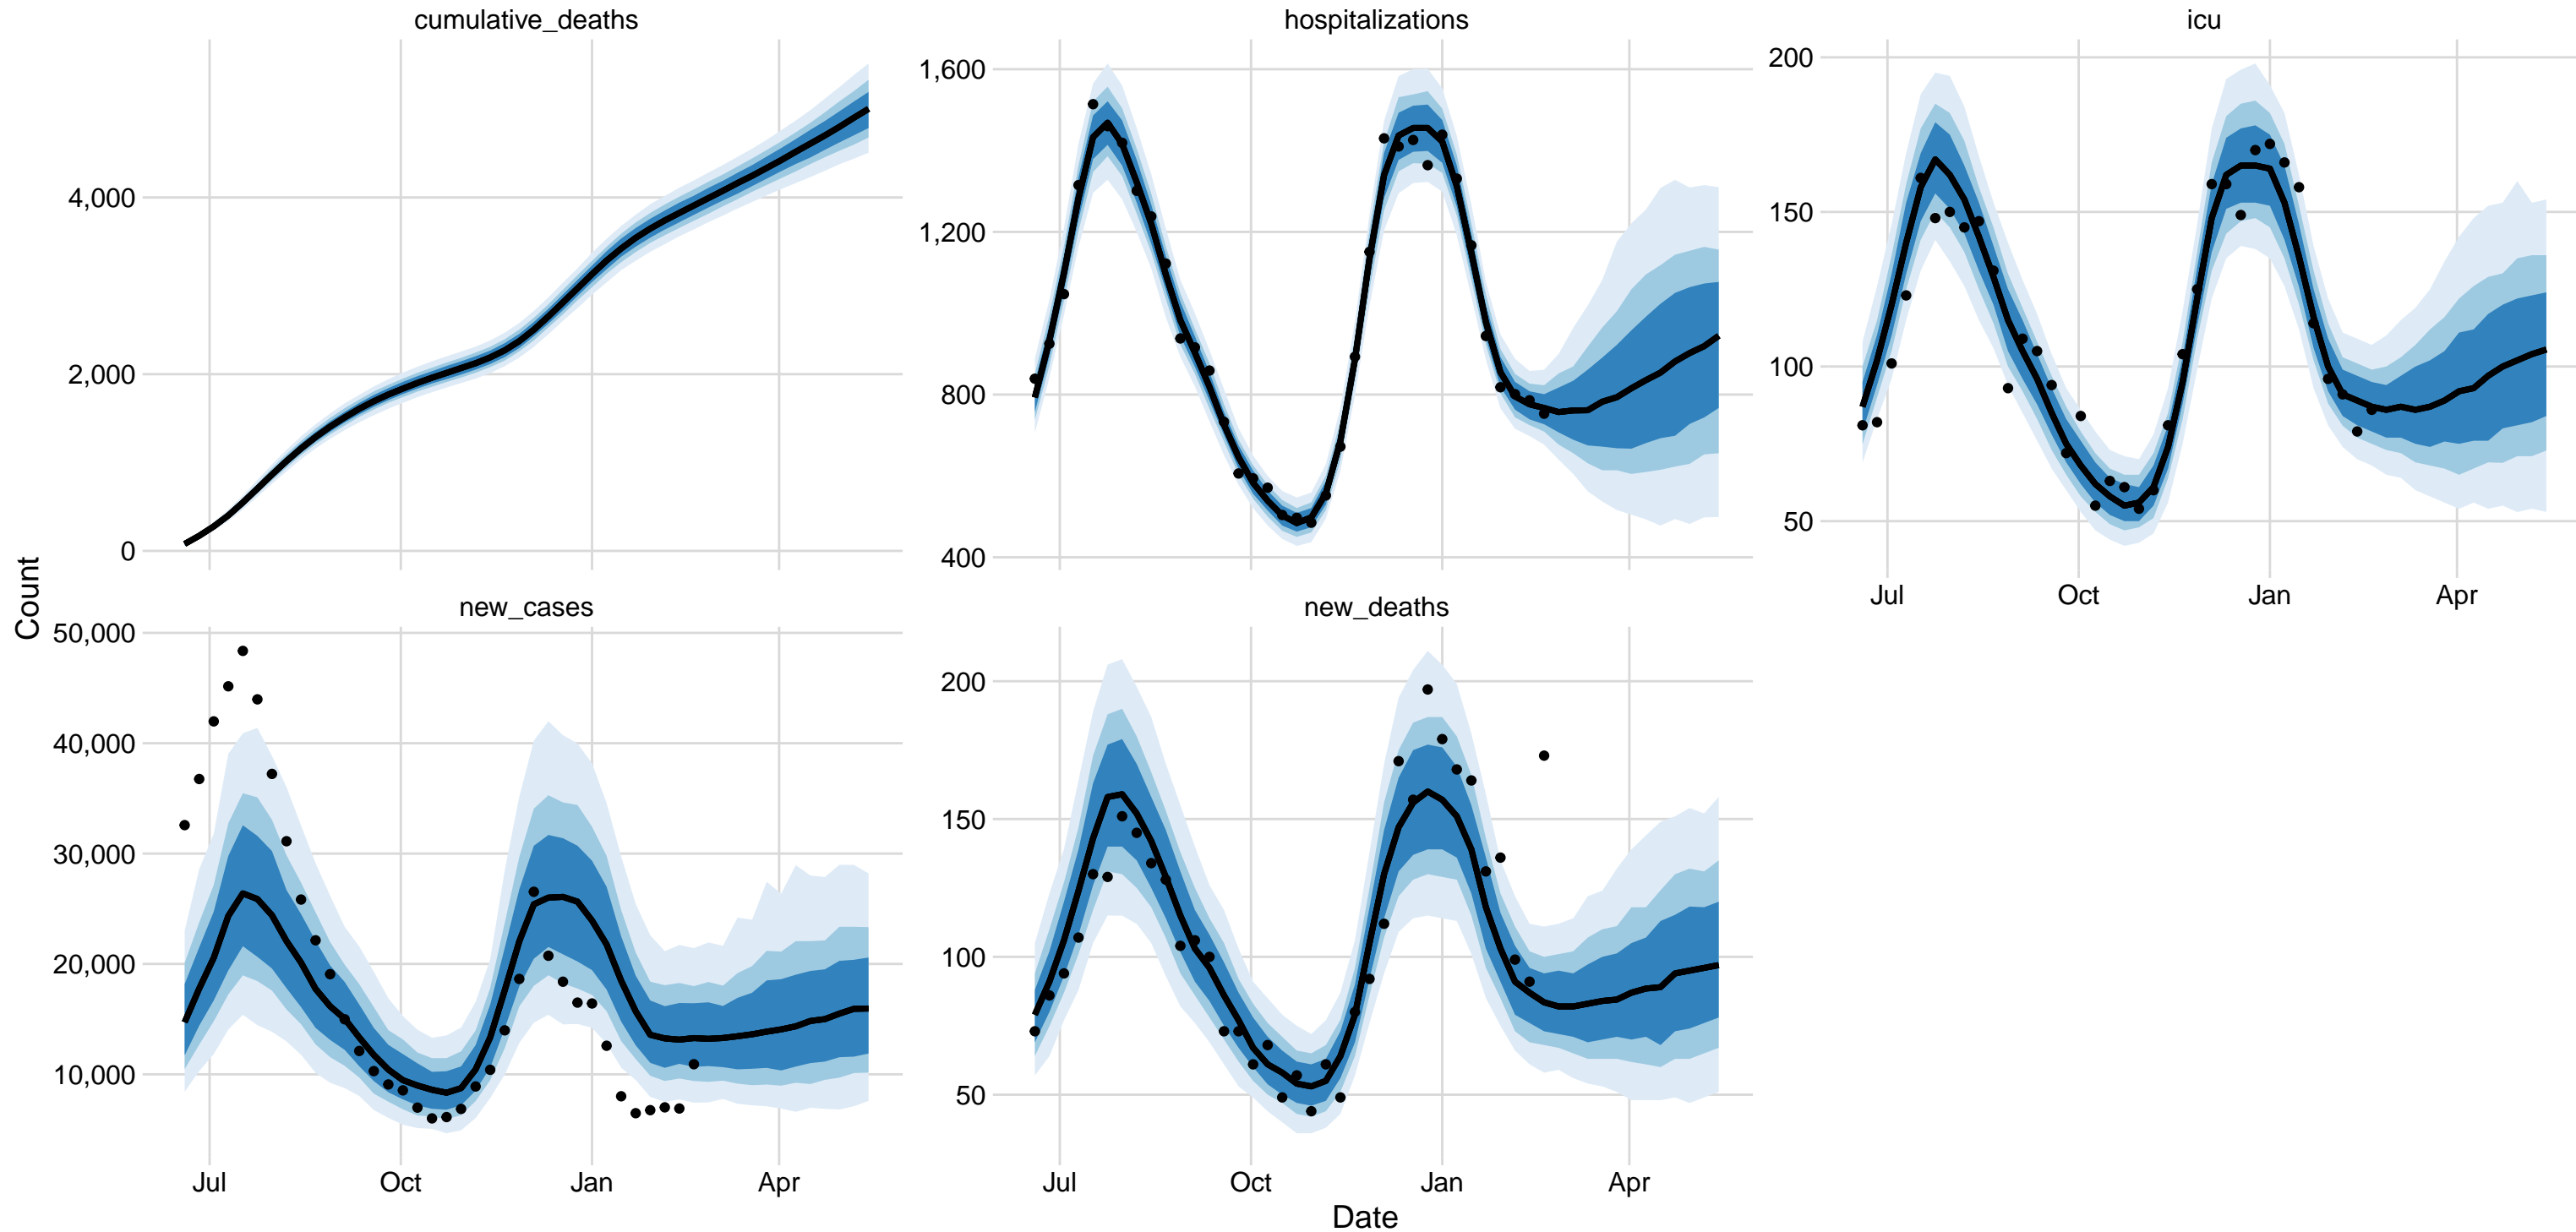 cumulative_deaths
hospitalizations
icu
4,000
2,000
0
1,600
1,200
800
400
200
150
100
50
Jul
Oct
Jan
Apr
Count
new_cases
new_deaths
50,000
40,000
30,000
20,000
10,000
200
150
100
50
Jul
Oct
Jan
Apr
Jul
Oct
Jan
Apr
Date